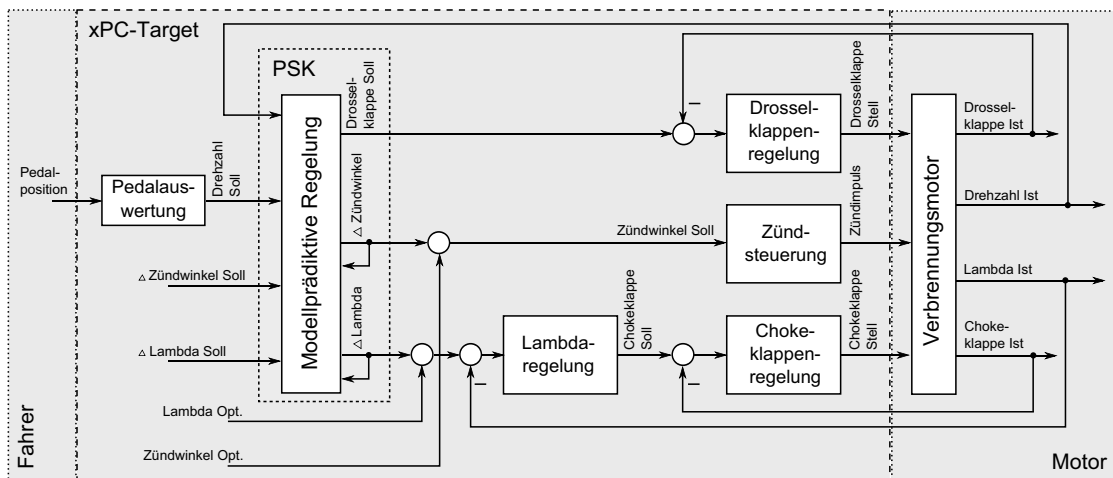 xPC-Target
PSK
Fahrer
Motor
Pedal-
position
Pedalaus-
wertung
Drehzahl
Soll
△ Zündwinkel Soll
△ Lambda Soll
Lambda Opt.
Zündwinkel Opt.
Modellprädiktive Regelung
Drossel-
klappe Soll
△ Zündwinkel
△ Lambda
Zündwinkel Soll
Lambda-
regelung
Chokeklappe
Soll
Drossel-
klappen-
regelung
Zünd-
steuerung
Choke-
klappen-
regelung
Drosselklappe
Stell
Zündimpuls
Chokeklappe
Stell
Verbrennungsmotor
Drossel-
klappe Ist
Drehzahl Ist
Lambda Ist
Choke-
klappe Ist